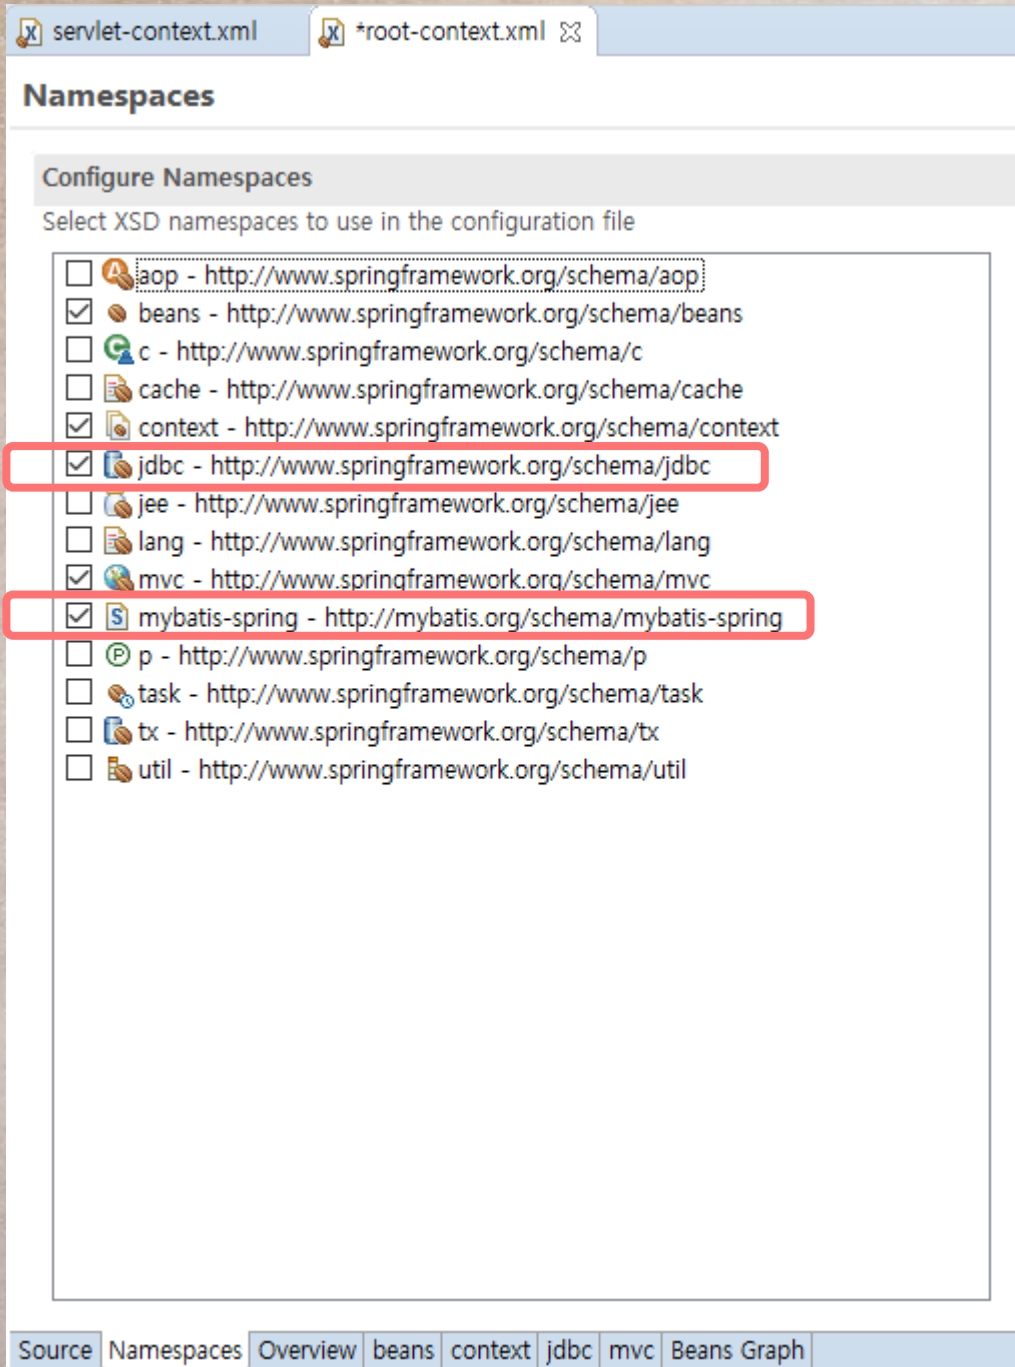 servlet-context.xml
*root-context.xml
Namespaces
Configure Namespaces
Select XSD namespaces to use in the configuration file
aop - http://www.springframework.org/schema/aop
beans - http://www.springframework.org/schema/beans
c - http://www.springframework.org/schema/c
cache - http://www.springframework.org/schema/cache
context - http://www.springframework.org/schema/context
jdbc - http://www.springframework.org/schema/jdbc
jee - http://www.springframework.org/schema/jee
lang - http://www.springframework.org/schema/lang
mvc - http://www.springframework.org/schema/mvc
mybatis-spring - http://mybatis.org/schema/mybatis-spring
p - http://www.springframework.org/schema/p
task - http://www.springframework.org/schema/task
tx - http://www.springframework.org/schema/tx
util - http://www.springframework.org/schema/util
Source Namespaces Overview beans context jdbc mvc Beans Graph